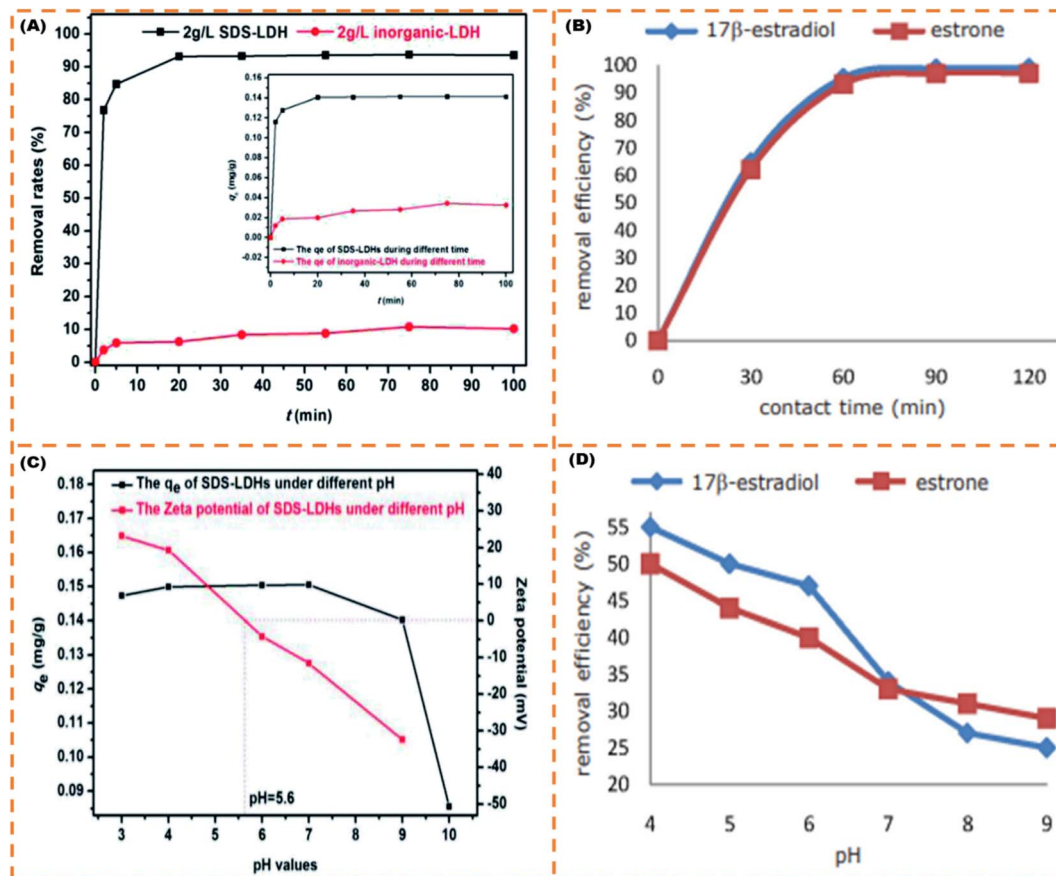 (A)
2g/L SDS-LDH 2g/L inorganic-LDH
100
90
80
70
60
50
40
30
20
10
0
Removal rates (%)
0 10 20 30 40 50 60 70 80 90 100
t (min)
0.16
0.14
0.12
0.10
0.08
0.06
0.04
0.02
0.00
-0.02
qe (mg/g)
The qe of SDS-LDHs during different time
The qe of inorganic-LDH during different time
0 20 40 60 80 100
t (min)
(B)
17β-estradiol estrone
100
90
80
70
60
50
40
30
20
10
0
removal efficiency (%)
0 30 60 90 120
contact time (min)
(C)
The qe of SDS-LDHs under different pH
The Zeta potential of SDS-LDHs under different pH
0.18
0.17
0.16
0.15
0.14
0.13
0.12
0.11
0.10
0.09
qe (mg/g)
40
30
20
10
0
-10
-20
-30
-40
-50
Zeta potential (mV)
pH=5.6
3 4 5 6 7 8 9 10
pH values
(D)
17β-estradiol estrone
55
50
45
40
35
30
25
20
removal efficiency (%)
4 5 6 7 8 9
pH